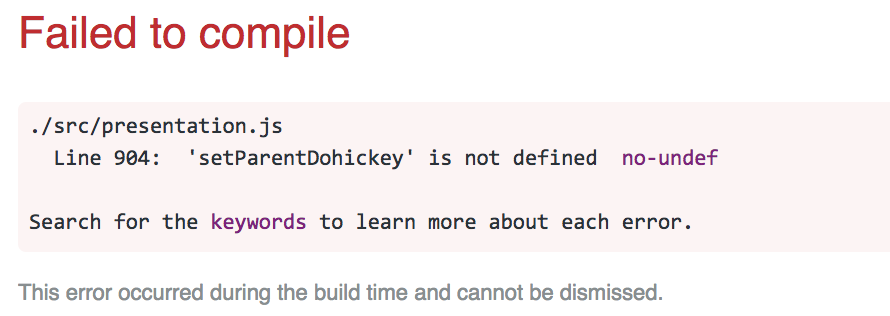 Failed to compile
./src/presentation.js
Line 904: 'setParentDohickey' is not defined no-undef
Search for the keywords to learn more about each error.
This error occurred during the build time and cannot be dismissed.